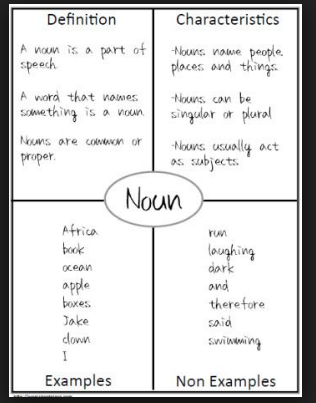 Definition
A noun is a part of
speech.
A word that names
something is a noun.
Nouns are common or
proper.
Characteristics
-Nouns name people,
places and things.
-Nouns can be
singular or plural
-Nouns usually act
as subjects.
Noun
Africa
book
ocean
apple
boxes
Jake
clown
I
Examples
run
laughing
dark
and
therefore
said
swimming
Non Examples